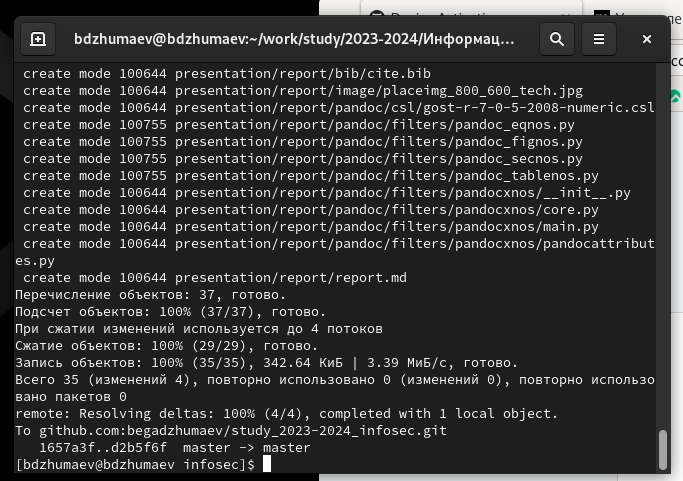 bdzhumaev@bdzhumaev:~/work/study/2023-2024/Информац...
create mode 100644 presentation/report/bib/cite.bib
create mode 100644 presentation/report/image/placeimg_800_600_tech.jpg
create mode 100644 presentation/report/pandoc/csl/gost-r-7-0-5-2008-numeric.csl
create mode 100755 presentation/report/pandoc/filters/pandoc_eqnos.py
create mode 100755 presentation/report/pandoc/filters/pandoc_fignos.py
create mode 100755 presentation/report/pandoc/filters/pandoc_secnos.py
create mode 100755 presentation/report/pandoc/filters/pandoc_tablenos.py
create mode 100644 presentation/report/pandoc/filters/pandocxnos/__init__.py
create mode 100644 presentation/report/pandoc/filters/pandocxnos/core.py
create mode 100644 presentation/report/pandoc/filters/pandocxnos/main.py
create mode 100644 presentation/report/pandoc/filters/pandocxnos/pandocattribut
es.py
create mode 100644 presentation/report/report.md
Перечисление объектов: 37, готово.
Подсчет объектов: 100% (37/37), готово.
При сжатии изменений используется до 4 потоков
Сжатие объектов: 100% (29/29), готово.
Запись объектов: 100% (35/35), 342.64 КиБ | 3.39 МиБ/с, готово.
Всего 35 (изменений 4), повторно использовано 0 (изменений 0), повторно использо
вано пакетов 0
remote: Resolving deltas: 100% (4/4), completed with 1 local object.
To github.com:begadzhumaev/study_2023-2024_infosec.git
1657a3f..d2b5f6f master -> master
[bdzhumaev@bdzhumaev infosec]$